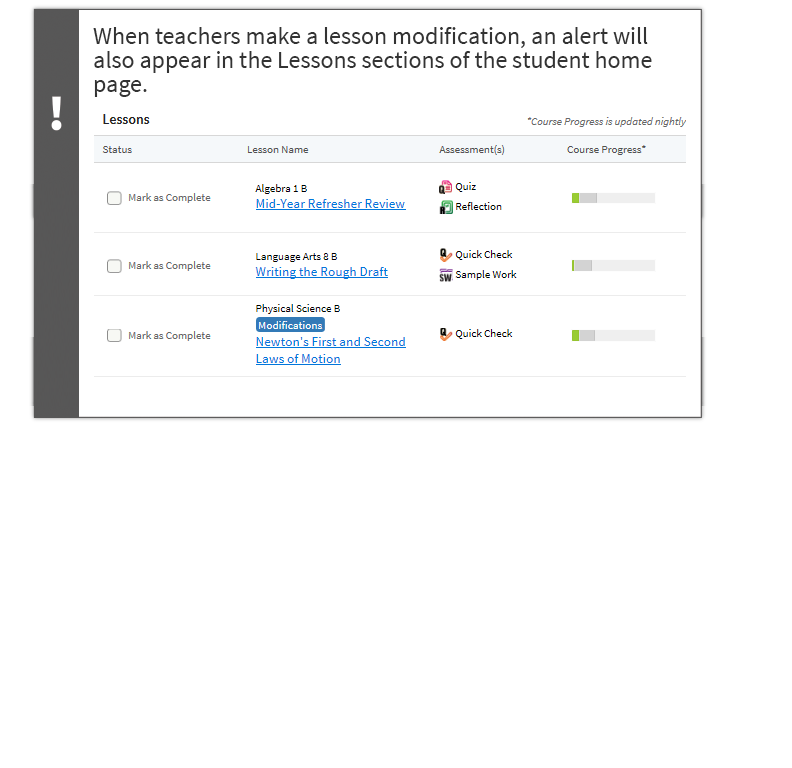 When teachers make a lesson modification, an alert will
also appear in the Lessons sections of the student home
page.
!
Lessons
*Course Progress is updated nightly
Status Lesson Name Assessment(s) Course Progress*
Mark as Complete
Algebra 1 B
Mid-Year Refresher Review
Quiz
Reflection
Mark as Complete
Language Arts 8 B
Writing the Rough Draft
Quick Check
SW Sample Work
Mark as Complete
Physical Science B
Modifications
Newton's First and Second
Laws of Motion
Quick Check